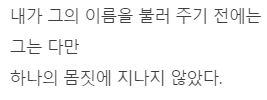 내가 그의 이름을 불러 주기 전에는
그는 다만
하나의 몸짓에 지나지 않았다.